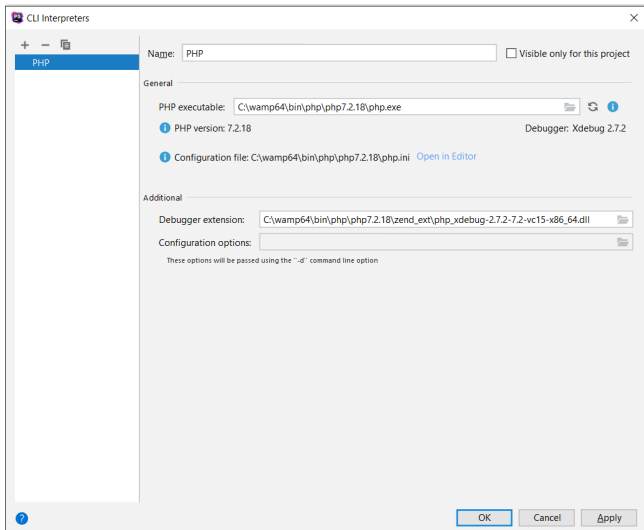 CLI Interpreters
PHP
Name: PHP
Visible only for this project
General
PHP executable: C:\wamp64\bin\php\php7.2.18\php.exe
PHP version: 7.2.18
Debugger: Xdebug 2.7.2
Configuration file: C:\wamp64\bin\php\php7.2.18\php.ini Open in Editor
Additional
Debugger extension: C:\wamp64\bin\php\php7.2.18\zend_ext\php_xdebug-2.7.2-7.2-vc15-x86_64.dll
Configuration options:
These options will be passed using the "-d" command line option
OK
Cancel
Apply